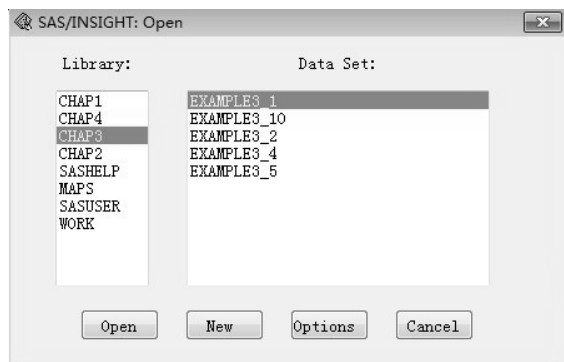 SAS/INSIGHT: Open
Library: Data Set:
CHAP1 EXAMPLE3_1
CHAP4 EXAMPLE3_10
CHAP3 EXAMPLE3_2
CHAP2 EXAMPLE3_4
SASHELP EXAMPLE3_5
MAPS
SASUSER
WORK
Open New Options Cancel